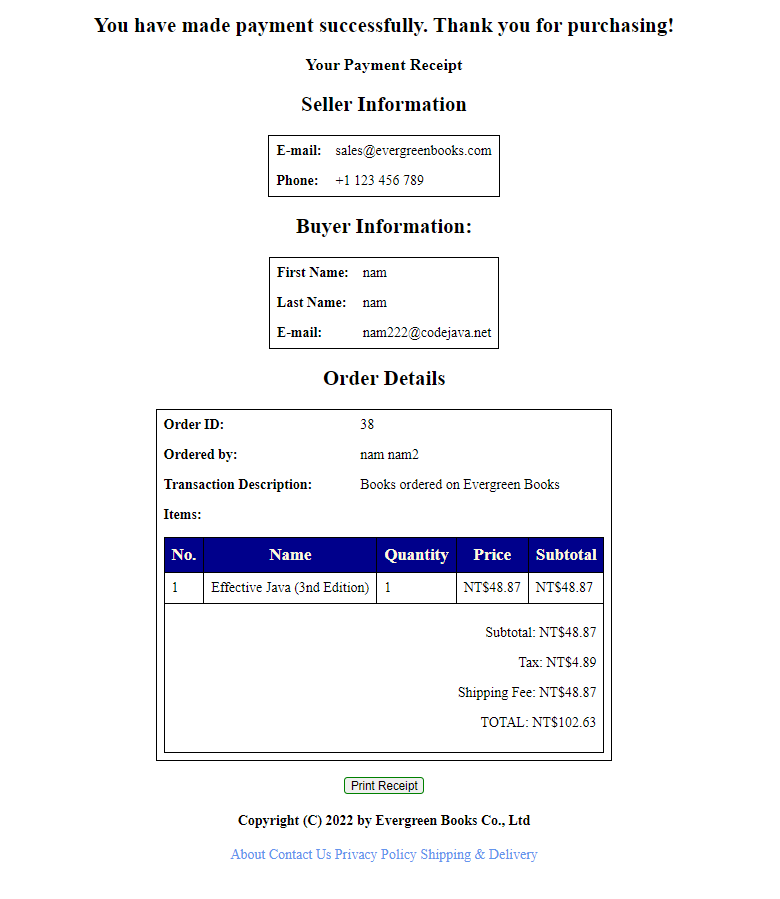 You have made payment successfully. Thank you for purchasing!
Your Payment Receipt
Seller Information
E-mail: sales@evergreenbooks.com
Phone: +1 123 456 789
Buyer Information:
First Name: nam
Last Name: nam
E-mail: nam222@codejava.net
Order Details
Order ID: 38
Ordered by: nam nam2
Transaction Description: Books ordered on Evergreen Books
Items:
No. Name Quantity Price Subtotal
1 Effective Java (3nd Edition) 1 NT$48.87 NT$48.87
Subtotal: NT$48.87
Tax: NT$4.89
Shipping Fee: NT$48.87
TOTAL: NT$102.63
Print Receipt
Copyright (C) 2022 by Evergreen Books Co., Ltd
About Contact Us Privacy Policy Shipping & Delivery